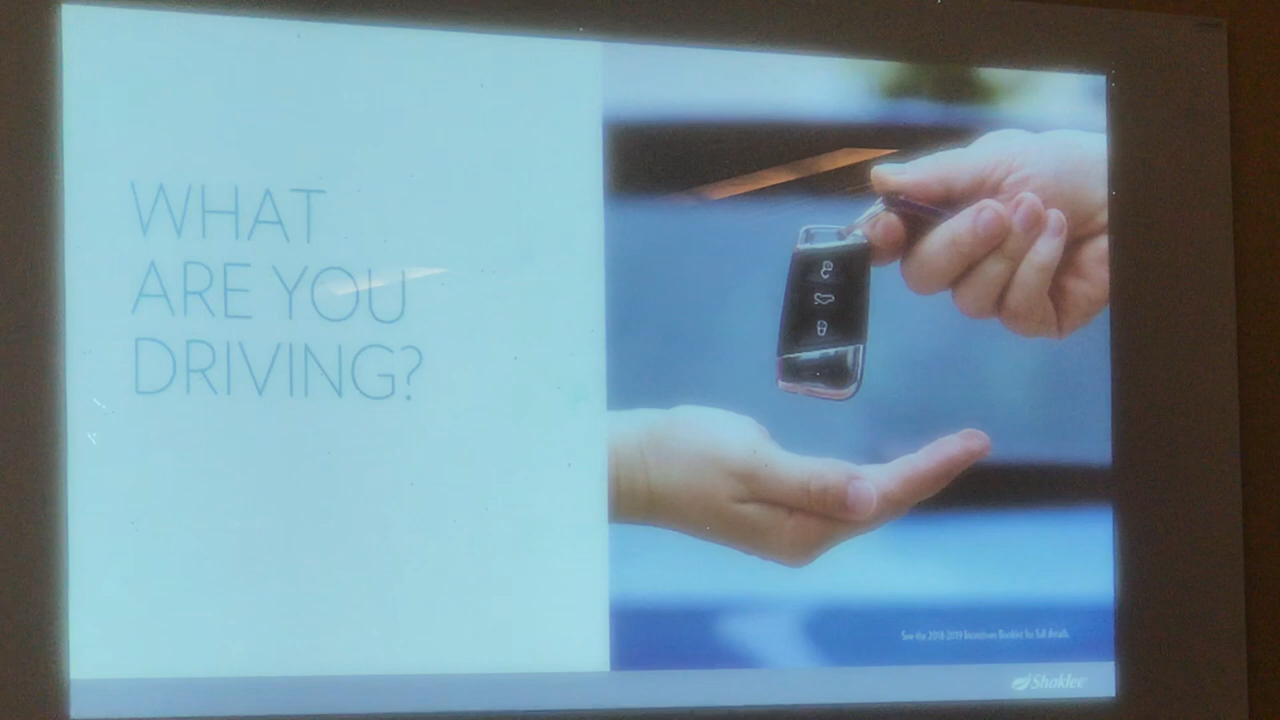 WHAT
ARE YOU
DRIVING?
See the 2018-2019 Incentives Booklet for full details.
Shaklee